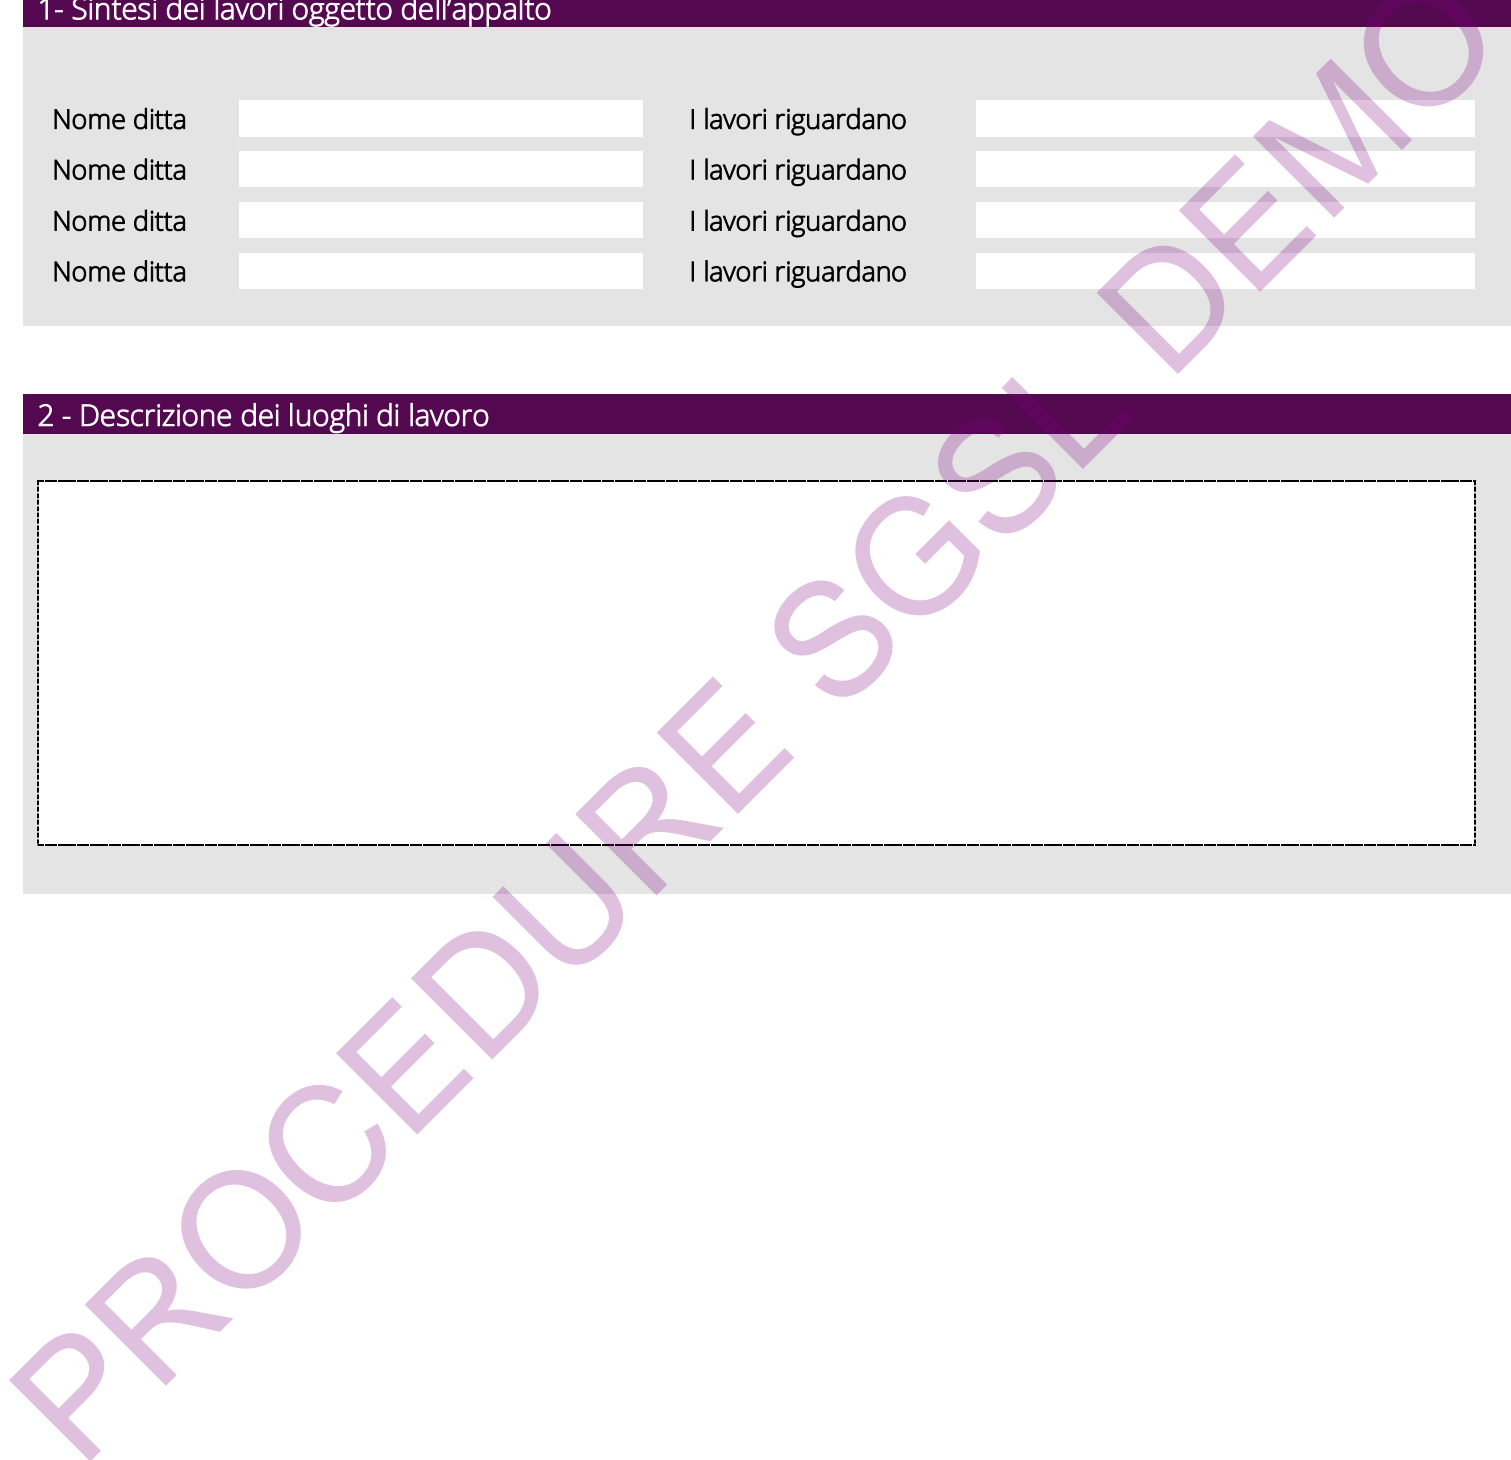 1- Sintesi dei lavori oggetto dell'appalto
Nome ditta I lavori riguardano
Nome ditta I lavori riguardano
Nome ditta I lavori riguardano
Nome ditta I lavori riguardano
2 - Descrizione dei luoghi di lavoro
PROCEDURE SGSL DEMO